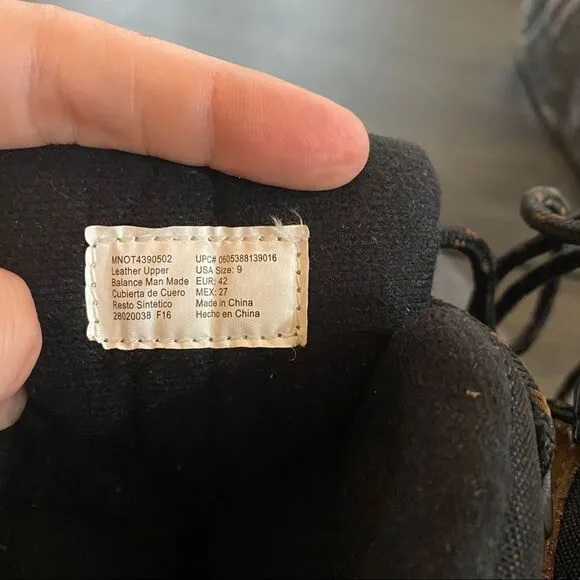 MNOT4390502 UPC# 0605388139016
Leather Upper USA Size: 9
Balance Man Made EUR: 42
Cubierta de Cuero MEX: 27
Resto Sintetico Made in China
28020038 F16 Hecho en China